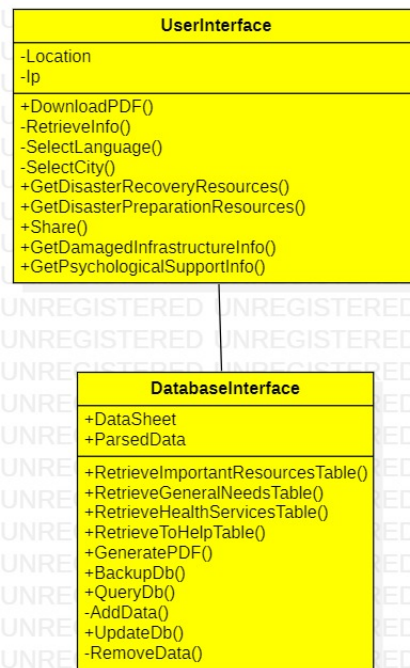 UserInterface
-Location
-Ip
+DownloadPDF()
-RetrieveInfo()
-SelectLanguage()
-SelectCity()
+GetDisasterRecoveryResources()
+GetDisasterPreparationResources()
+Share()
+GetDamagedInfrastructureInfo()
+GetPsychologicalSupportInfo()
UNREGISTERED UNREGISTERED
UNREGISTERED UNREGISTERED
DatabaseInterface
+DataSheet
+ParsedData
+RetrieveImportantResourcesTable()
+RetrieveGeneralNeedsTable()
+RetrieveHealthServicesTable()
+RetrieveToHelpTable()
+GeneratePDF()
+BackupDb()
+QueryDb()
-AddData()
+UpdateDb()
-RemoveData()